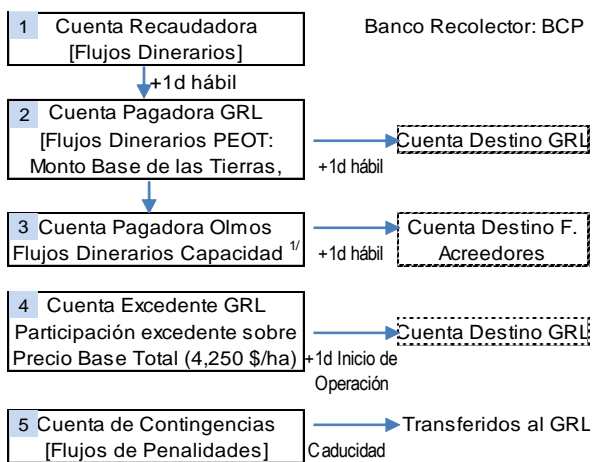 1 Cuenta Recaudadora
[Flujos Dinerarios]
Banco Recolector: BCP
+1d hábil
2 Cuenta Pagadora GRL
[Flujos Dinerarios PEOT:
Monto Base de las Tierras,
+1d hábil
Cuenta Destino GRL
3 Cuenta Pagadora Olmos
Flujos Dinerarios Capacidad 1/
+1d hábil
Cuenta Destino F.
Acreedores
4 Cuenta Excedente GRL
Participación excedente sobre
Precio Base Total (4,250 $/ha)
+1d Inicio de
Operación
Cuenta Destino GRL
5 Cuenta de Contingencias
[Flujos de Penalidades]
Caducidad
Transferidos al GRL